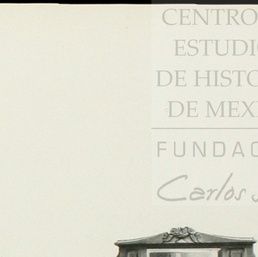 CENTRO
ESTUDI
DE HISTO
DE MEX
FUNDAC
Carlos S